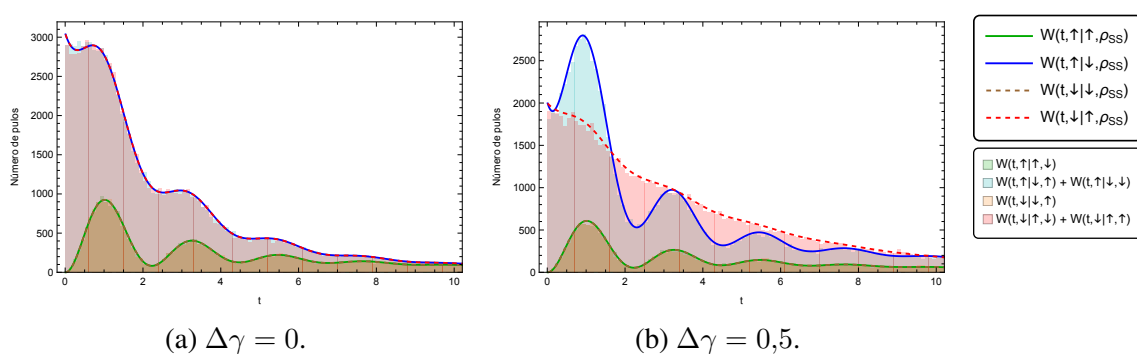 Número de pulos
3000
2500
2000
1500
1000
500
0
0 2 4 6 8 10
t
(a) Δγ = 0.
Número de pulos
3000
2500
2000
1500
1000
500
0
0 2 4 6 8 10
t
(b) Δγ = 0,5.
W(t,↑|↑,ρSS)
W(t,↑|↓,ρSS)
W(t,↓|↓,ρSS)
W(t,↓|↑,ρSS)
W(t,↑|↑,↓)
W(t,↑|↓,↑) + W(t,↑|↓,↓)
W(t,↓|↓,↑)
W(t,↓|↑,↓) + W(t,↓|↑,↑)